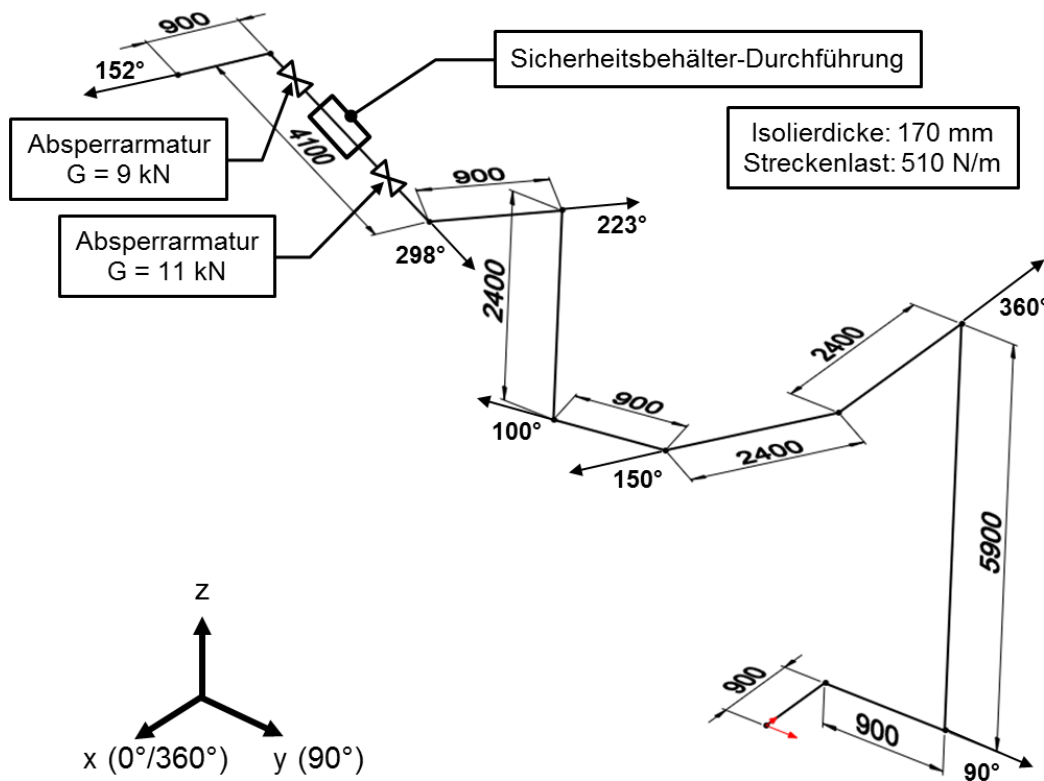 900
152°
Sicherheitsbehälter-Durchführung
Absperrarmatur
G = 9 kN
4100
Isolierdicke: 170 mm
Streckenlast: 510 N/m
900
223°
Absperrarmatur
G = 11 kN
298°
2400
360°
2400
900
100°
2400
150°
5900
z
x (0°/360°)
y (90°)
900
900
90°